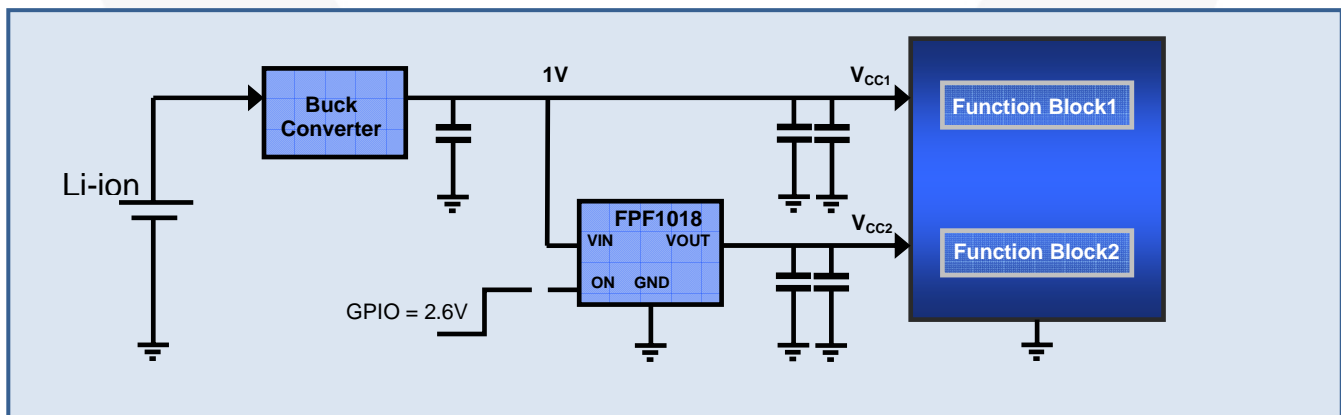 1V
VCC1
Buck
Converter
Function Block1
Li-ion
FPF1018
VIN VOUT
VCC2
Function Block2
ON GND
GPIO = 2.6V